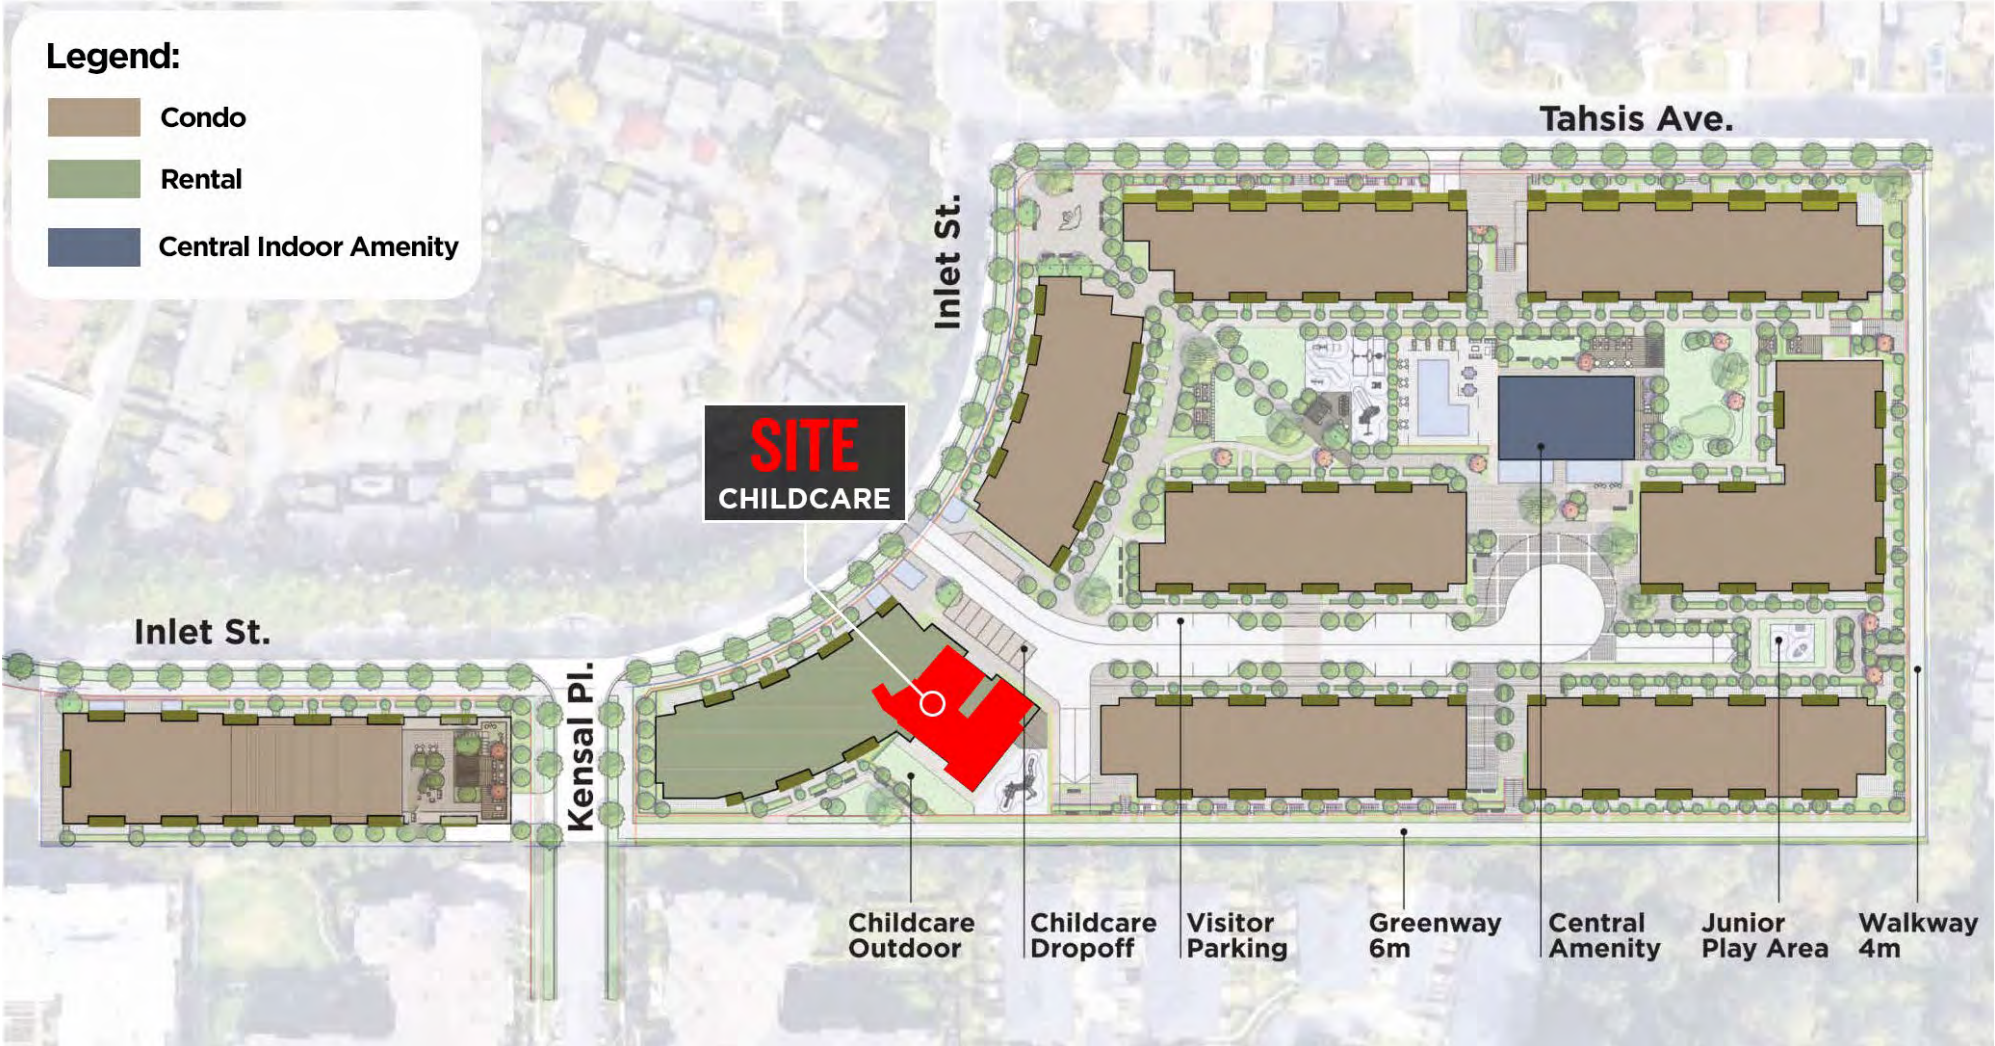 Legend:
Condo
Rental
Central Indoor Amenity
Tahsis Ave.
Inlet St.
SITE
CHILDCARE
Inlet St.
Kensal Pl.
Childcare
Outdoor
Childcare
Dropoff
Visitor
Parking
Greenway
6m
Central
Amenity
Junior
Play Area
Walkway
4m